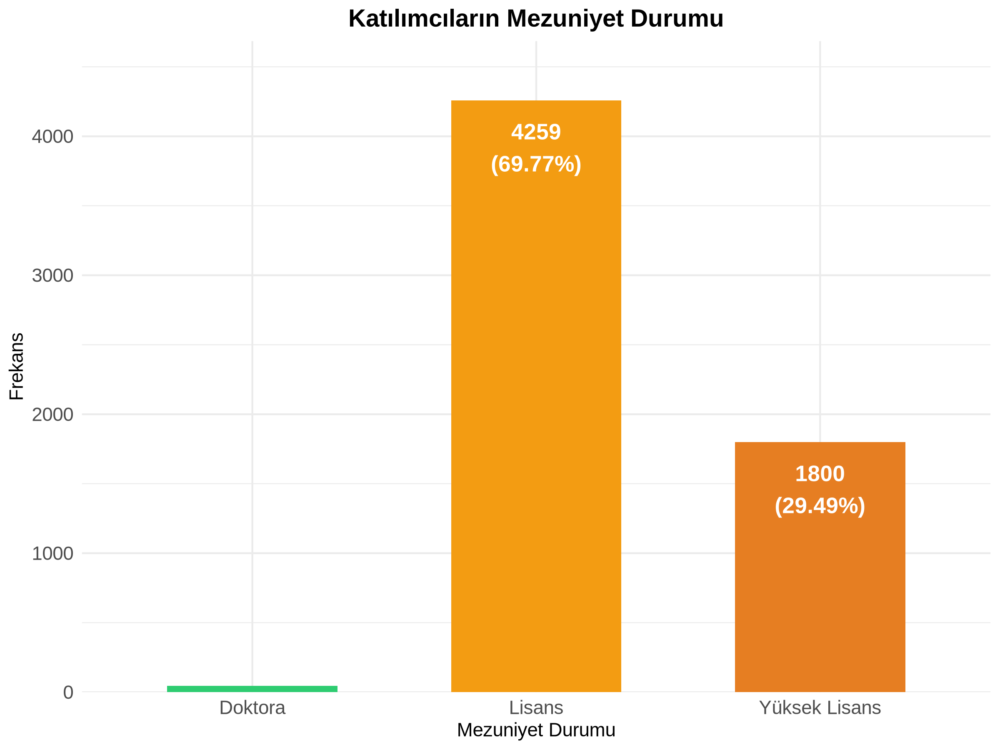 Katılımcıların Mezuniyet Durumu
4000
3000
2000
1000
0
Frekans
4259
(69.77%)
1800
(29.49%)
Doktora
Lisans
Yüksek Lisans
Mezuniyet Durumu